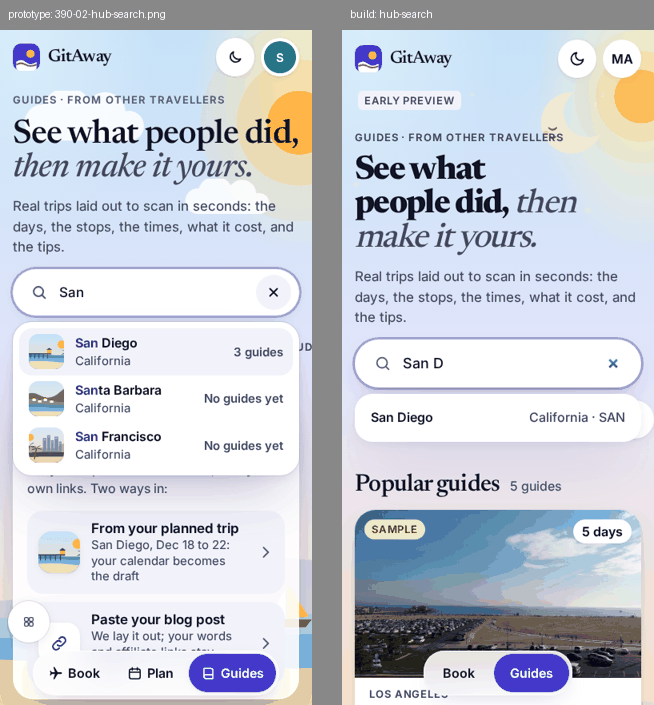 prototype: 390-02-hub-search.png
GitAway
S
GUIDES · FROM OTHER TRAVELLERS
See what people did,
then make it yours.
Real trips laid out to scan in seconds: the
days, the stops, the times, what it cost, and
the tips.
San
San Diego
California
3 guides
Santa Barbara
California
No guides yet
San Francisco
California
No guides yet
own links. Two ways in:
From your planned trip
San Diego, Dec 18 to 22:
your calendar becomes
the draft
Paste your blog post
We lay it out; your words
and affiliate links stay
Book
Plan
Guides
build: hub-search
GitAway
MA
EARLY PREVIEW
GUIDES · FROM OTHER TRAVELLERS
See what
people did, then
make it yours.
Real trips laid out to scan in seconds: the
days, the stops, the times, what it cost, and
the tips.
San D
San Diego
California · SAN
Popular guides 5 guides
SAMPLE
5 days
LOS ANGELES
Book
Guides